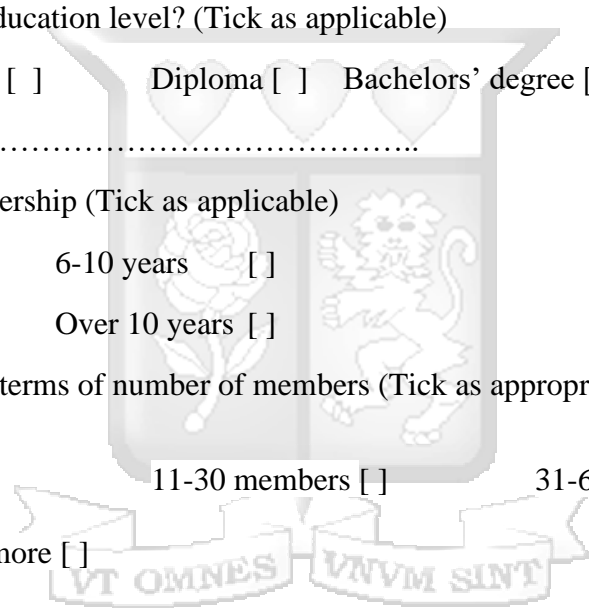 ducation level? (Tick as applicable)
[ ] Diploma [ ] Bachelors’ degree [
……………………………………..
ership (Tick as applicable)
6-10 years [ ]
Over 10 years [ ]
terms of number of members (Tick as appropr
11-30 members [ ] 31-6
more [ ]
VT OMNES VNVM SINT